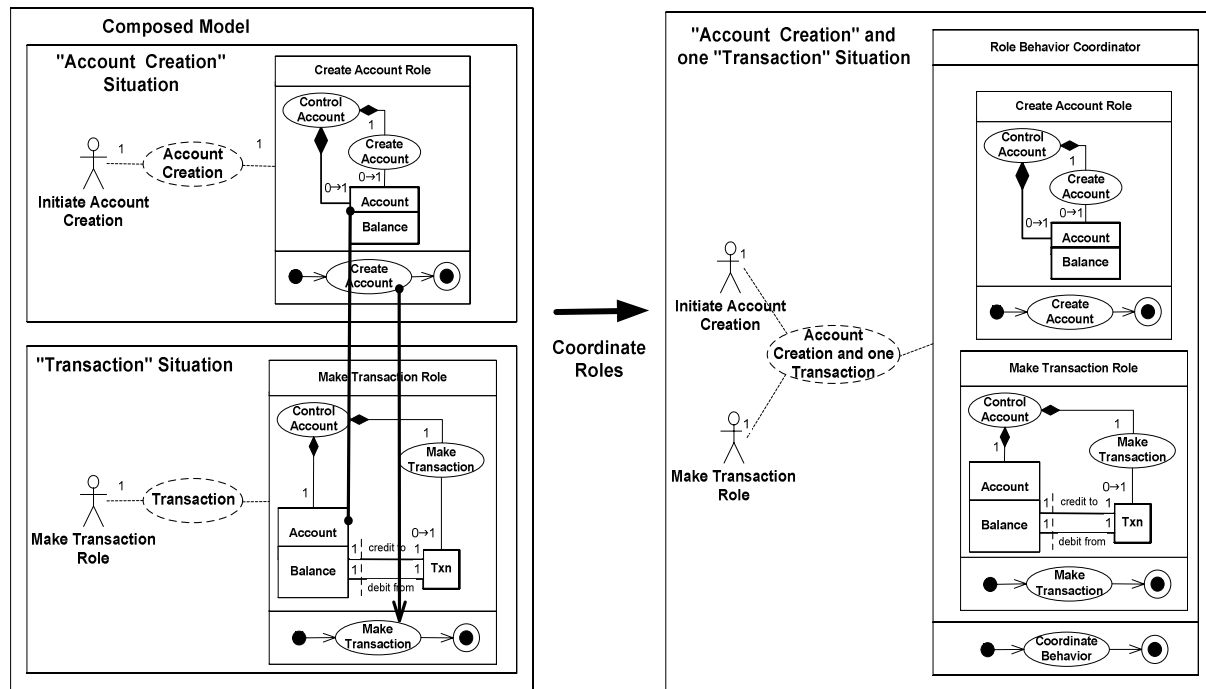 Composed Model
"Account Creation"
Situation
Create Account Role
Control
Account
1
Create
Account
1
Account
Creation
1
0→1
0→1
Initiate Account
Creation
Account
Balance
Create
Account
"Transaction" Situation
Make Transaction Role
Control
Account
1
Make
Transaction
1
Transaction
1
Make Transaction
Role
Account
0→1
1
credit to
1
Balance
1
1
Txn
debit from
Make
Transaction
Coordinate
Roles
"Account Creation" and
one "Transaction" Situation
Role Behavior Coordinator
Create Account Role
Control
Account
1
Create
Account
0→1
0→1
Account
Balance
Create
Account
1
Initiate Account
Creation
Account
Creation and one
Transaction
1
Make Transaction
Role
Make Transaction Role
Control
Account
1
1
Make
Transaction
Account
0→1
1
credit to
1
Balance
1
1
Txn
debit from
Make
Transaction
Coordinate
Behavior